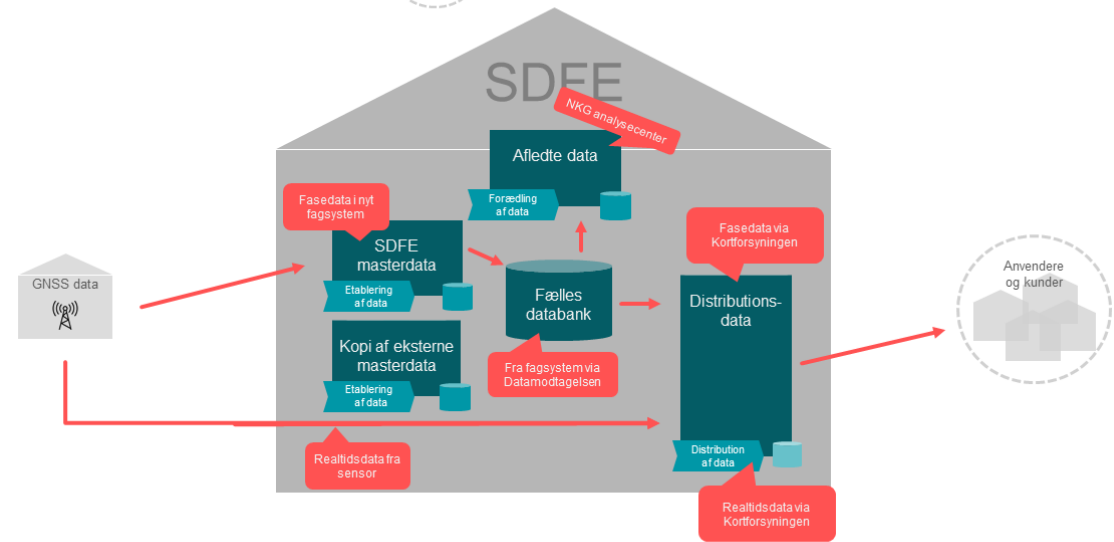 SDFE
NKG analysecenter
Afledte data
Forædling
af data
Fasedata i nyt
fagsystem
SDFE
masterdata
Etablering
af data
Fælles
databank
Fasedata via
Kortforsyningen
Distributions-
data
GNSS data
Anvendere
og kunder
Kopi af eksterne
masterdata
Etablering
af data
Fra fagsystem via
Datamodtagelsen
Realtidsdata fra
sensor
Distribution
af data
Realtidsdata via
Kortforsyningen